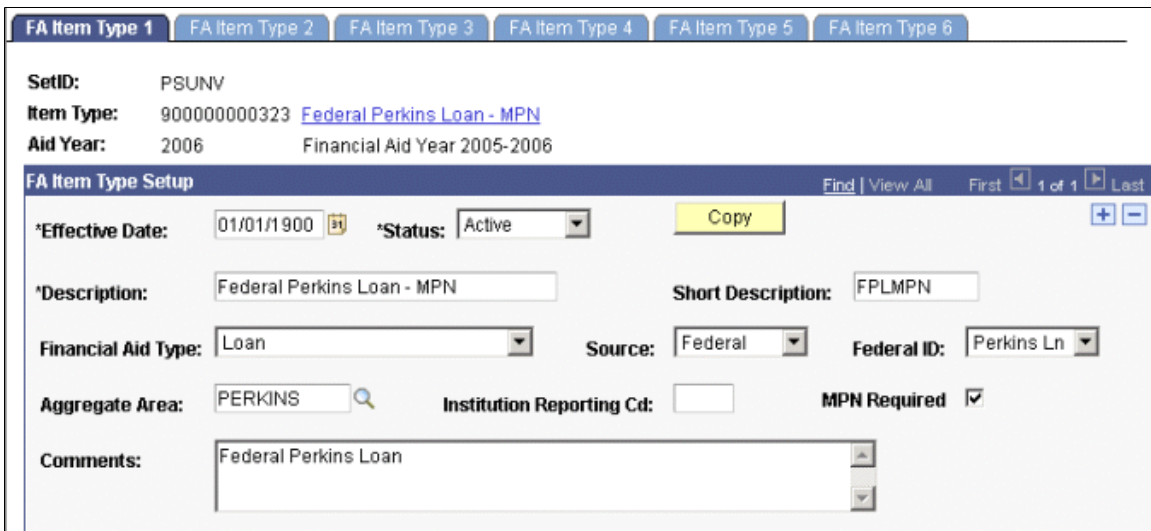 FA Item Type 1 FA Item Type 2 FA Item Type 3 FA Item Type 4 FA Item Type 5 FA Item Type 6
SetID: PSUNV
Item Type: 900000000323 Federal Perkins Loan - MPN
Aid Year: 2006 Financial Aid Year 2005-2006
FA Item Type Setup Find | View All First 1 of 1 Last
*Effective Date: 01/01/1900 31 *Status: Active Copy
*Description: Federal Perkins Loan - MPN Short Description: FPLMPN
Financial Aid Type: Loan Source: Federal Federal ID: Perkins Ln
Aggregate Area: PERKINS Institution Reporting Cd: MPN Required
Comments: Federal Perkins Loan